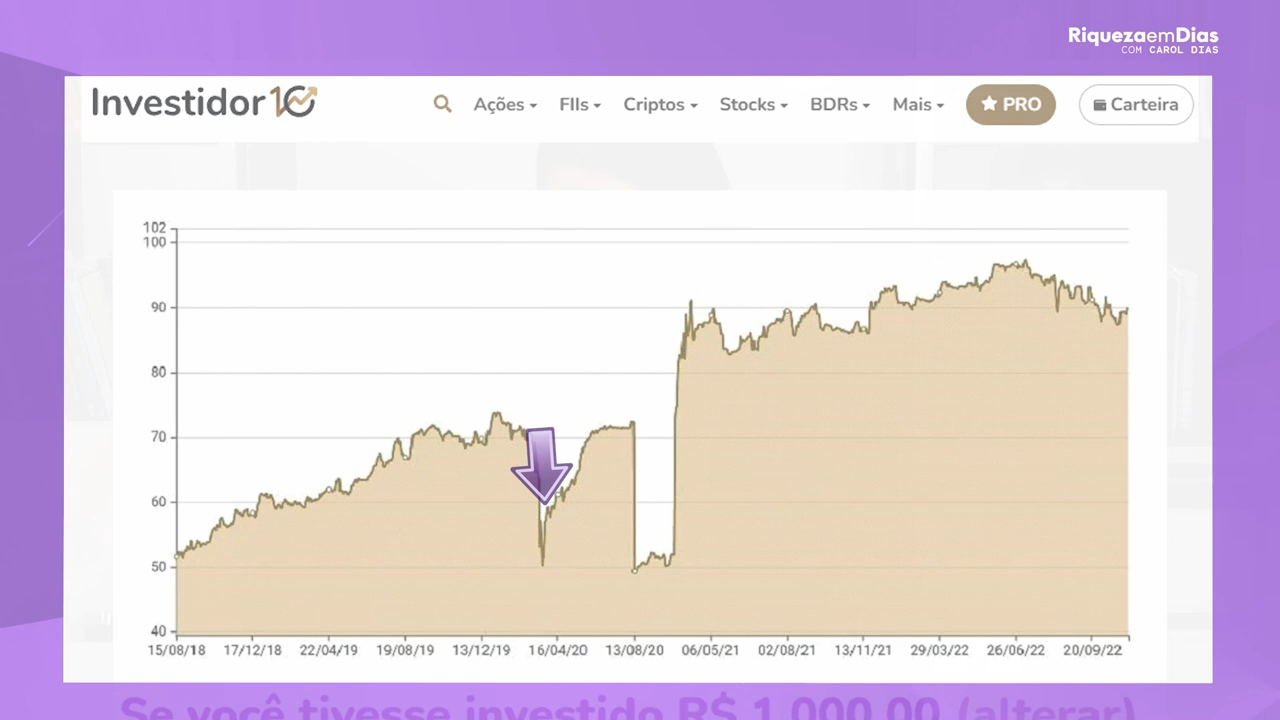 RiquezaemDias
COM CAROL DIAS
Investidor 10
Ações
FIIs
Criptos
Stocks
BDRs
Mais
PRO
Carteira
102
100
90
80
70
60
50
40
15/08/18
17/12/18
22/04/19
19/08/19
13/12/19
16/04/20
13/08/20
06/05/21
02/08/21
13/11/21
29/03/22
26/06/22
20/09/22
Se você tivesse investido R$ 1.000,00 (alterar)